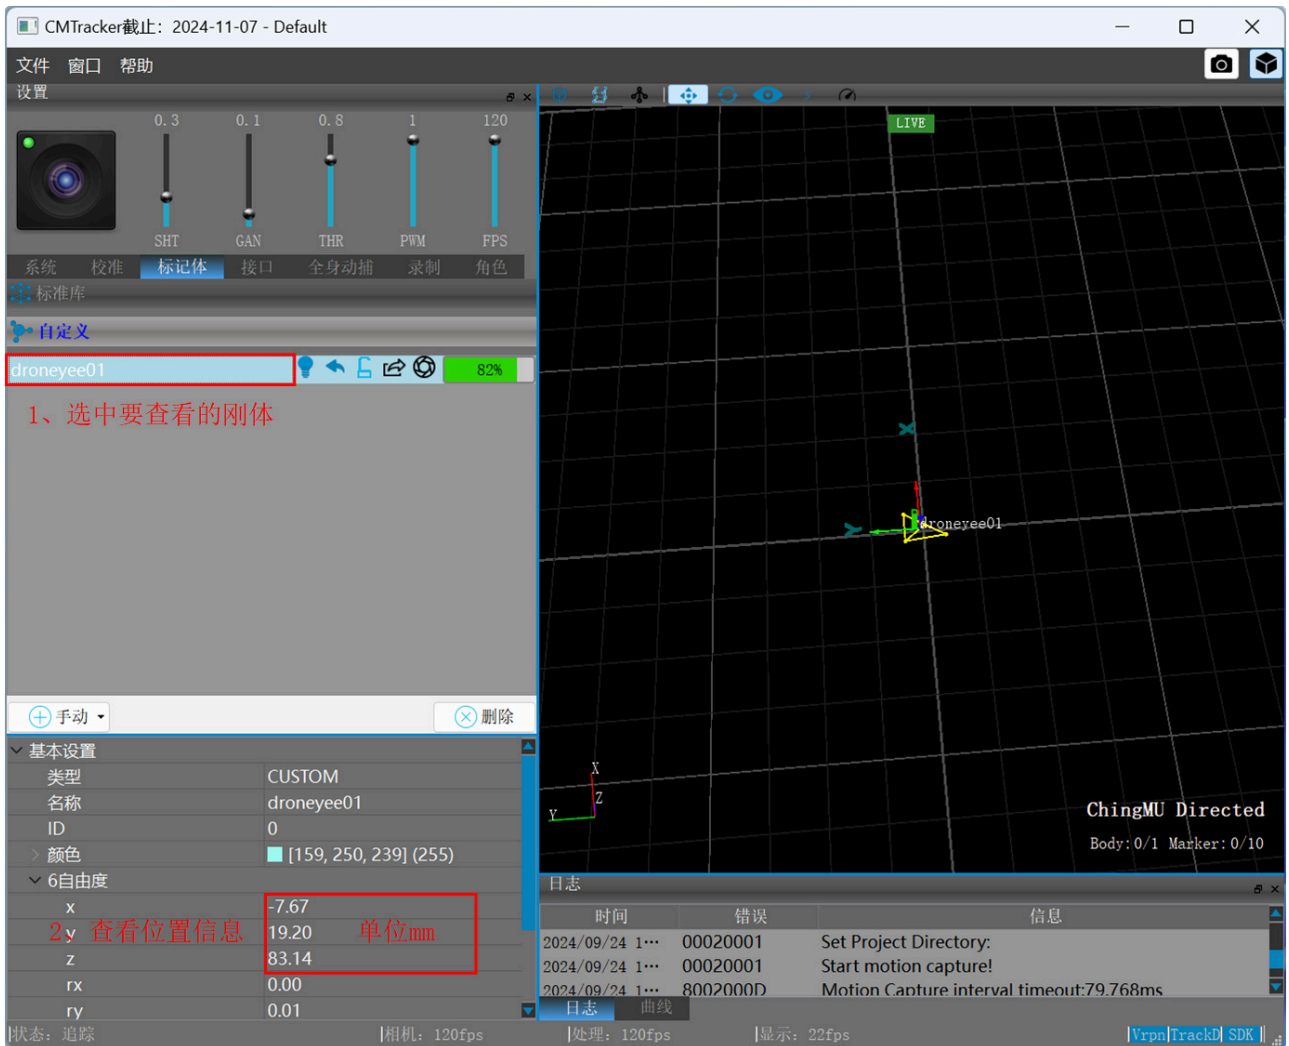 CMTracker截止：2024-11-07 - Default
文件 窗口 帮助
设置
0.3 0.1 0.8 1 120
LIVE
SHT GAN THR PWM FPS
系统 校准 标记体 接口 全身动捕 录制 角色
标准库
自定义
droneyee01 82%
1、选中要查看的刚体
X
Y
droneyee01
手动 删除
基本设置
类型 CUSTOM
名称 droneyee01
ID 0
颜色 [159, 250, 239] (255)
6自由度
x -7.67
y 19.20
z 83.14
2、查看位置信息 单位mm
rx 0.00
ry 0.01
X
Z
Y
ChingMU Directed
Body:0/1 Marker:0/10
日志
时间 错误 信息
2024/09/24 1… 00020001 Set Project Directory:
2024/09/24 1… 00020001 Start motion capture!
2024/09/24 1… 8002000D Motion Capture interval timeout:79.768ms
日志 曲线
状态：追踪 相机：120fps 处理：120fps 显示：22fps Vrpn TrackD SDK